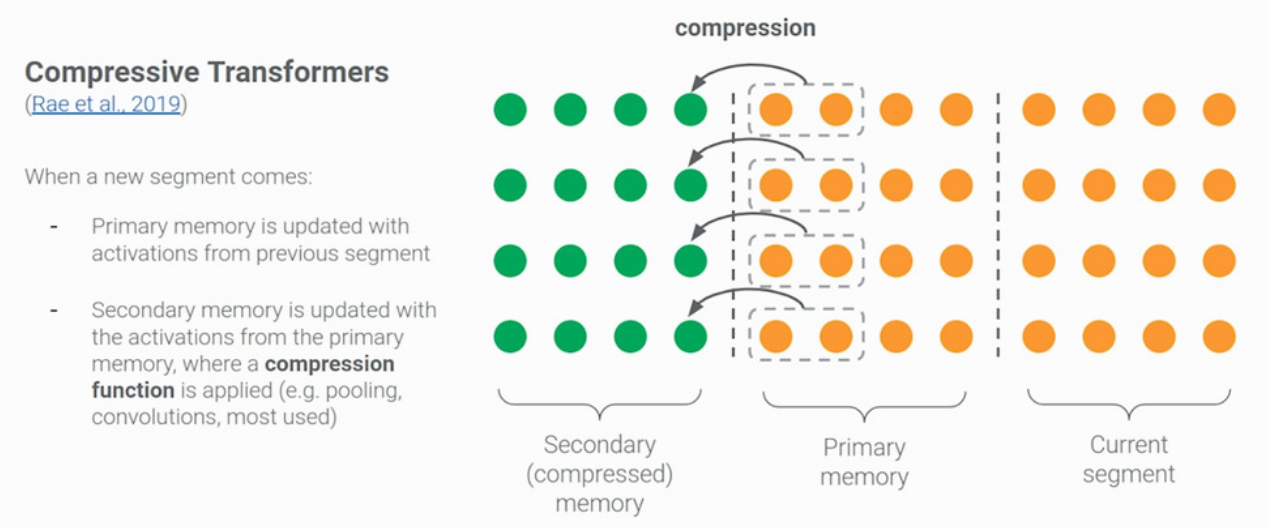 compression
Compressive Transformers
(Rae et al., 2019)
When a new segment comes:
- Primary memory is updated with
activations from previous segment
- Secondary memory is updated with
the activations from the primary
memory, where a compression
function is applied (e.g. pooling,
convolutions, most used)
Secondary
(compressed)
memory
Primary
memory
Current
segment